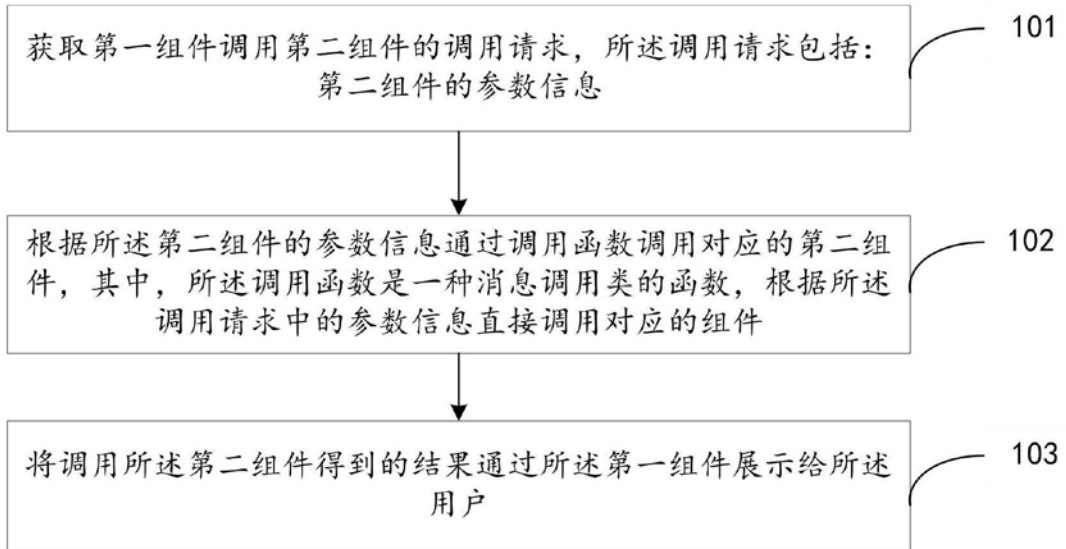 获取第一组件调用第二组件的调用请求，所述调用请求包括：
第二组件的参数信息
101
根据所述第二组件的参数信息通过调用函数调用对应的第二组
件，其中，所述调用函数是一种消息调用类的函数，根据所述
调用请求中的参数信息直接调用对应的组件
102
将调用所述第二组件得到的结果通过所述第一组件展示给所述
用户
103